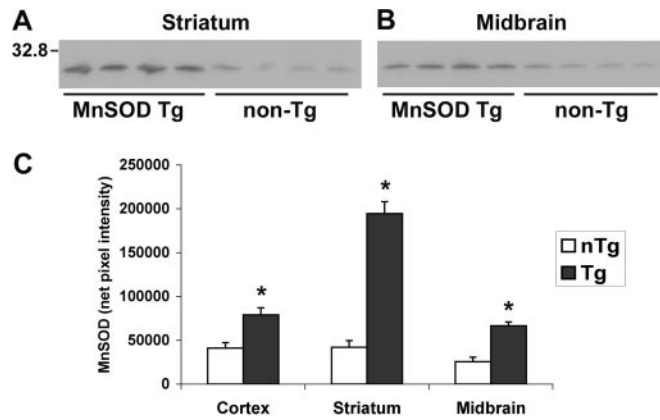 A Striatum B Midbrain
32.8
MnSOD Tg non-Tg MnSOD Tg non-Tg
C
MnSOD (net pixel intensity)
250000
200000
150000
100000
50000
0
*
*
*
nTg
Tg
Cortex Striatum Midbrain